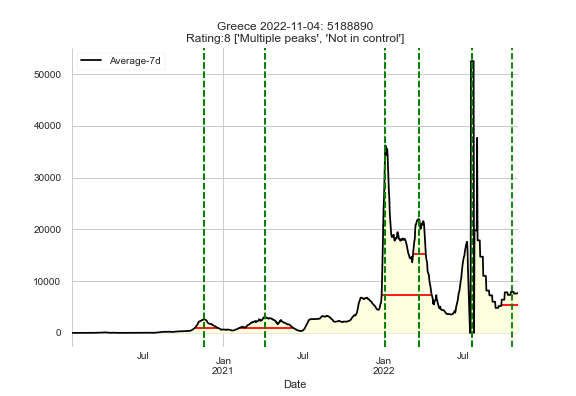 Greece 2022-11-04: 5188890
Rating:8 ['Multiple peaks', 'Not in control']
Average-7d
50000
40000
30000
20000
10000
0
Jul
Jan
2021
Jul
Jan
2022
Jul
Date